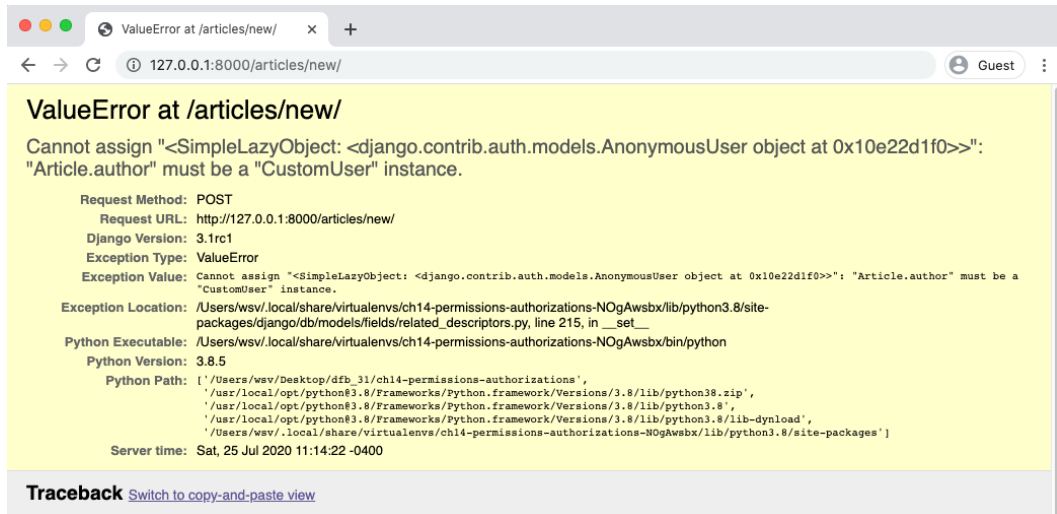 ValueError at /articles/new/
127.0.0.1:8000/articles/new/
Guest
ValueError at /articles/new/
Cannot assign "<SimpleLazyObject: <django.contrib.auth.models.AnonymousUser object at 0x10e22d1f0>>":
"Article.author" must be a "CustomUser" instance.
Request Method: POST
Request URL: http://127.0.0.1:8000/articles/new/
Django Version: 3.1rc1
Exception Type: ValueError
Exception Value: Cannot assign "<SimpleLazyObject: <django.contrib.auth.models.AnonymousUser object at 0x10e22d1f0>>": "Article.author" must be a
"CustomUser" instance.
Exception Location: /Users/wsv/.local/share/virtualenvs/ch14-permissions-authorizations-NOgAwsbx/lib/python3.8/site-
packages/django/db/models/fields/related_descriptors.py, line 215, in __set__
Python Executable: /Users/wsv/.local/share/virtualenvs/ch14-permissions-authorizations-NOgAwsbx/bin/python
Python Version: 3.8.5
Python Path: ['/Users/wsv/Desktop/dfb_31/ch14-permissions-authorizations',
'/usr/local/opt/python@3.8/Frameworks/Python.framework/Versions/3.8/lib/python38.zip',
'/usr/local/opt/python@3.8/Frameworks/Python.framework/Versions/3.8/lib/python3.8',
'/usr/local/opt/python@3.8/Frameworks/Python.framework/Versions/3.8/lib/python3.8/lib-dynload',
'/Users/wsv/.local/share/virtualenvs/ch14-permissions-authorizations-NOgAwsbx/lib/python3.8/site-packages']
Server time: Sat, 25 Jul 2020 11:14:22 -0400
Traceback Switch to copy-and-paste view